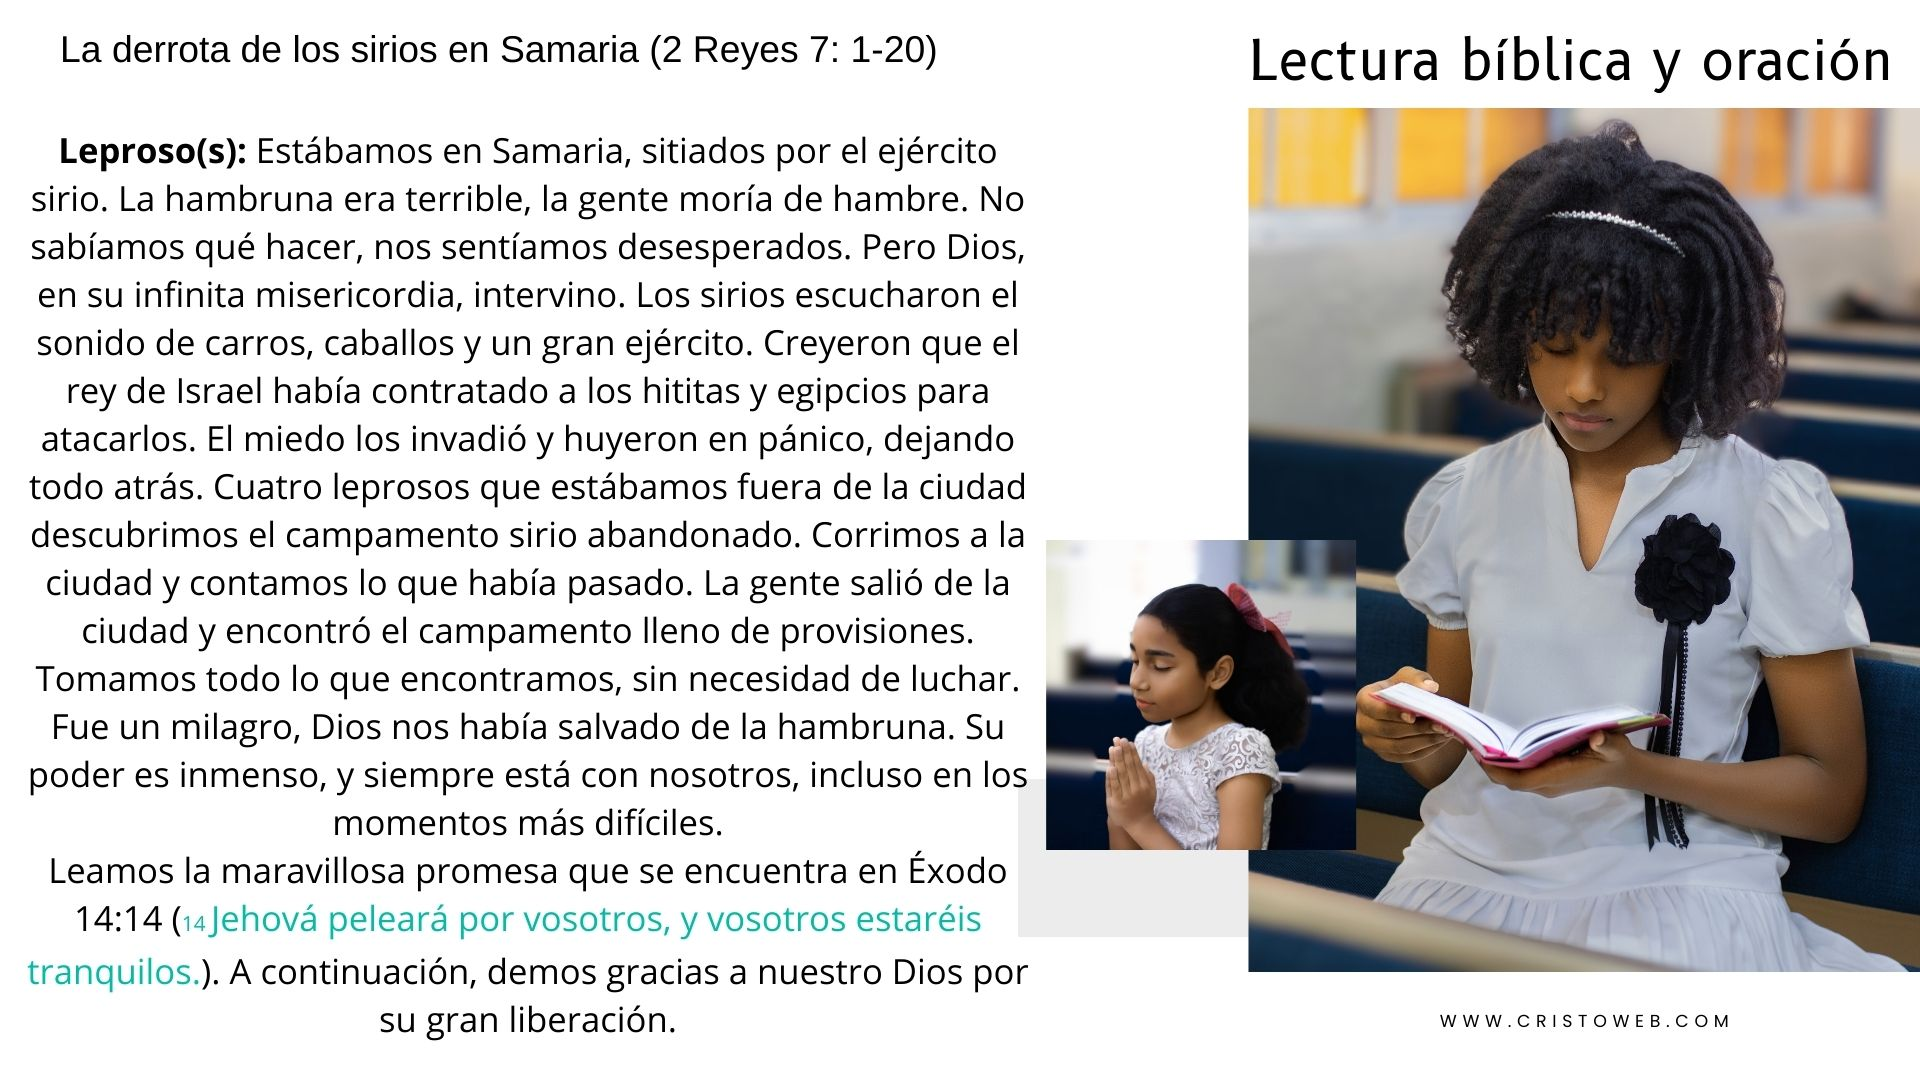 La derrota de los sirios en Samaria (2 Reyes 7: 1-20)
Lectura bíblica y oración
Leproso(s): Estábamos en Samaria, sitiados por el ejército
sirio. La hambruna era terrible, la gente moría de hambre. No
sabíamos qué hacer, nos sentíamos desesperados. Pero Dios,
en su infinita misericordia, intervino. Los sirios escucharon el
sonido de carros, caballos y un gran ejército. Creyeron que el
rey de Israel había contratado a los hititas y egipcios para
atacarlos. El miedo los invadió y huyeron en pánico, dejando
todo atrás. Cuatro leprosos que estábamos fuera de la ciudad
descubrimos el campamento sirio abandonado. Corrimos a la
ciudad y contamos lo que había pasado. La gente salió de la
ciudad y encontró el campamento lleno de provisiones.
Tomamos todo lo que encontramos, sin necesidad de luchar.
Fue un milagro, Dios nos había salvado de la hambruna. Su
poder es inmenso, y siempre está con nosotros, incluso en los
momentos más difíciles.
Leamos la maravillosa promesa que se encuentra en Éxodo
14:14 (14 Jehová peleará por vosotros, y vosotros estaréis
tranquilos.). A continuación, demos gracias a nuestro Dios por
su gran liberación.
WWW.CRISTOWEB.COM